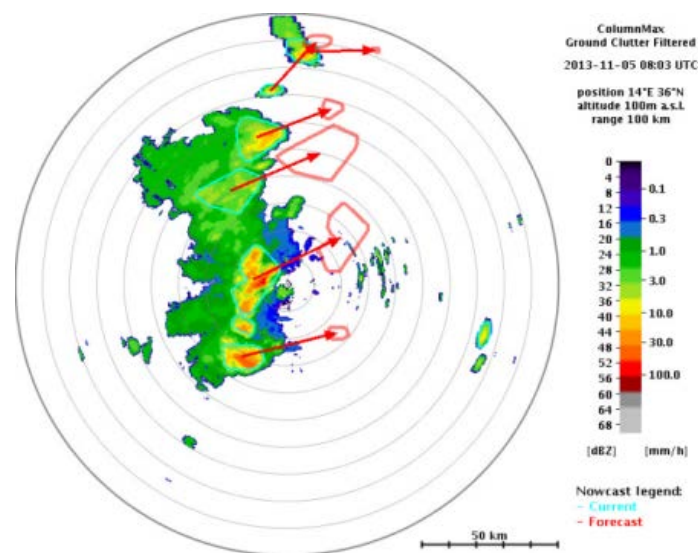 ColumnMax
Ground Clutter Filtered
2013-11-05 08:03 UTC
position 14°E 36°N
altitude 100m a.s.l
range 100 km
0
4
8
12
16
20
24
28
32
36
40
44
48
52
56
60
64
68
0.1
0.3
1.0
3.0
10.0
30.0
100.0
[dBZ] [mm/h]
Nowcast legend:
- Current
- Forecast
50 km